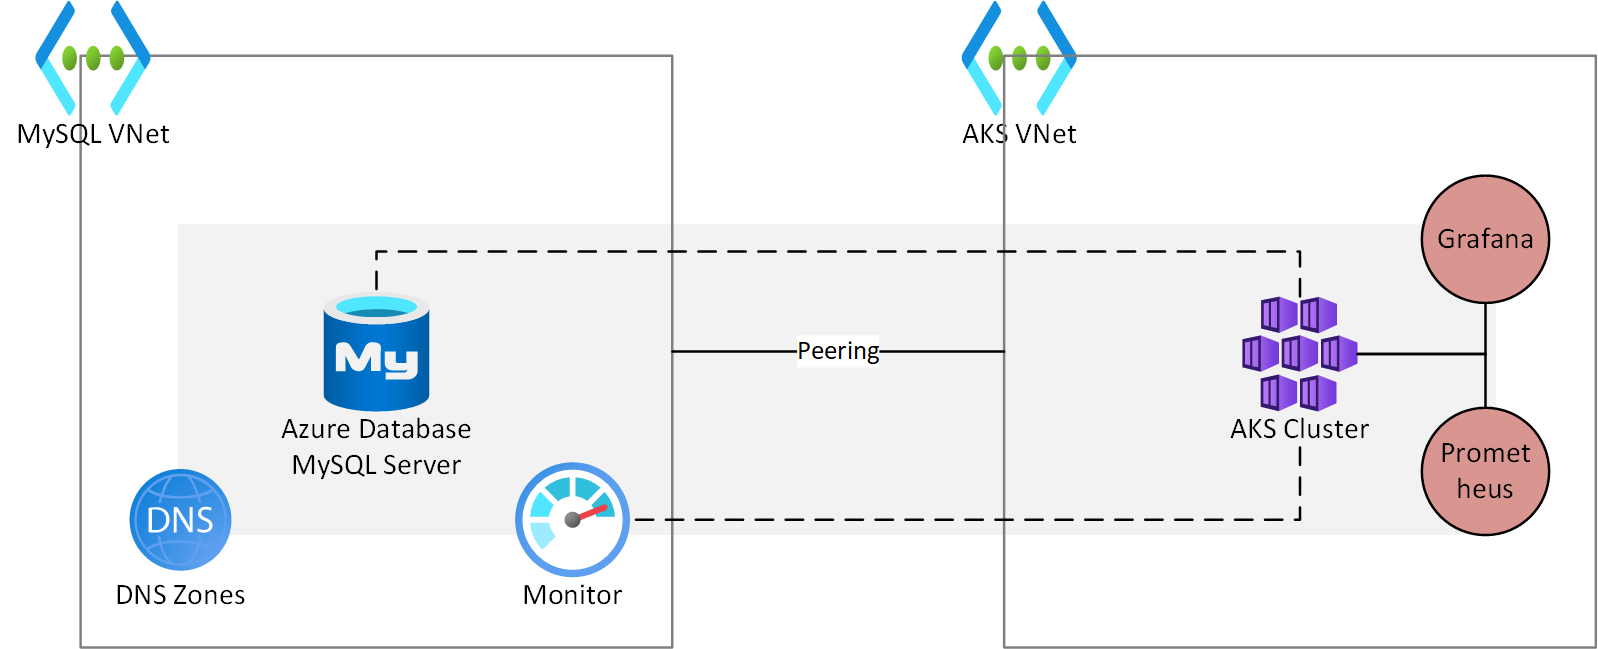 MySQL VNet
AKS VNet
Grafana
Peering
My
Azure Database
MySQL Server
AKS Cluster
Promet
heus
DNS
DNS Zones
Monitor